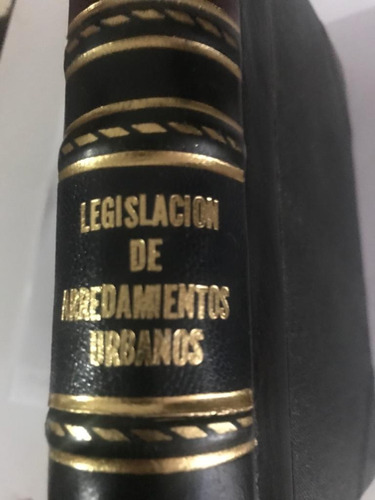 LEGISLACION
DE
ARREDAMIENTOS
URBANOS